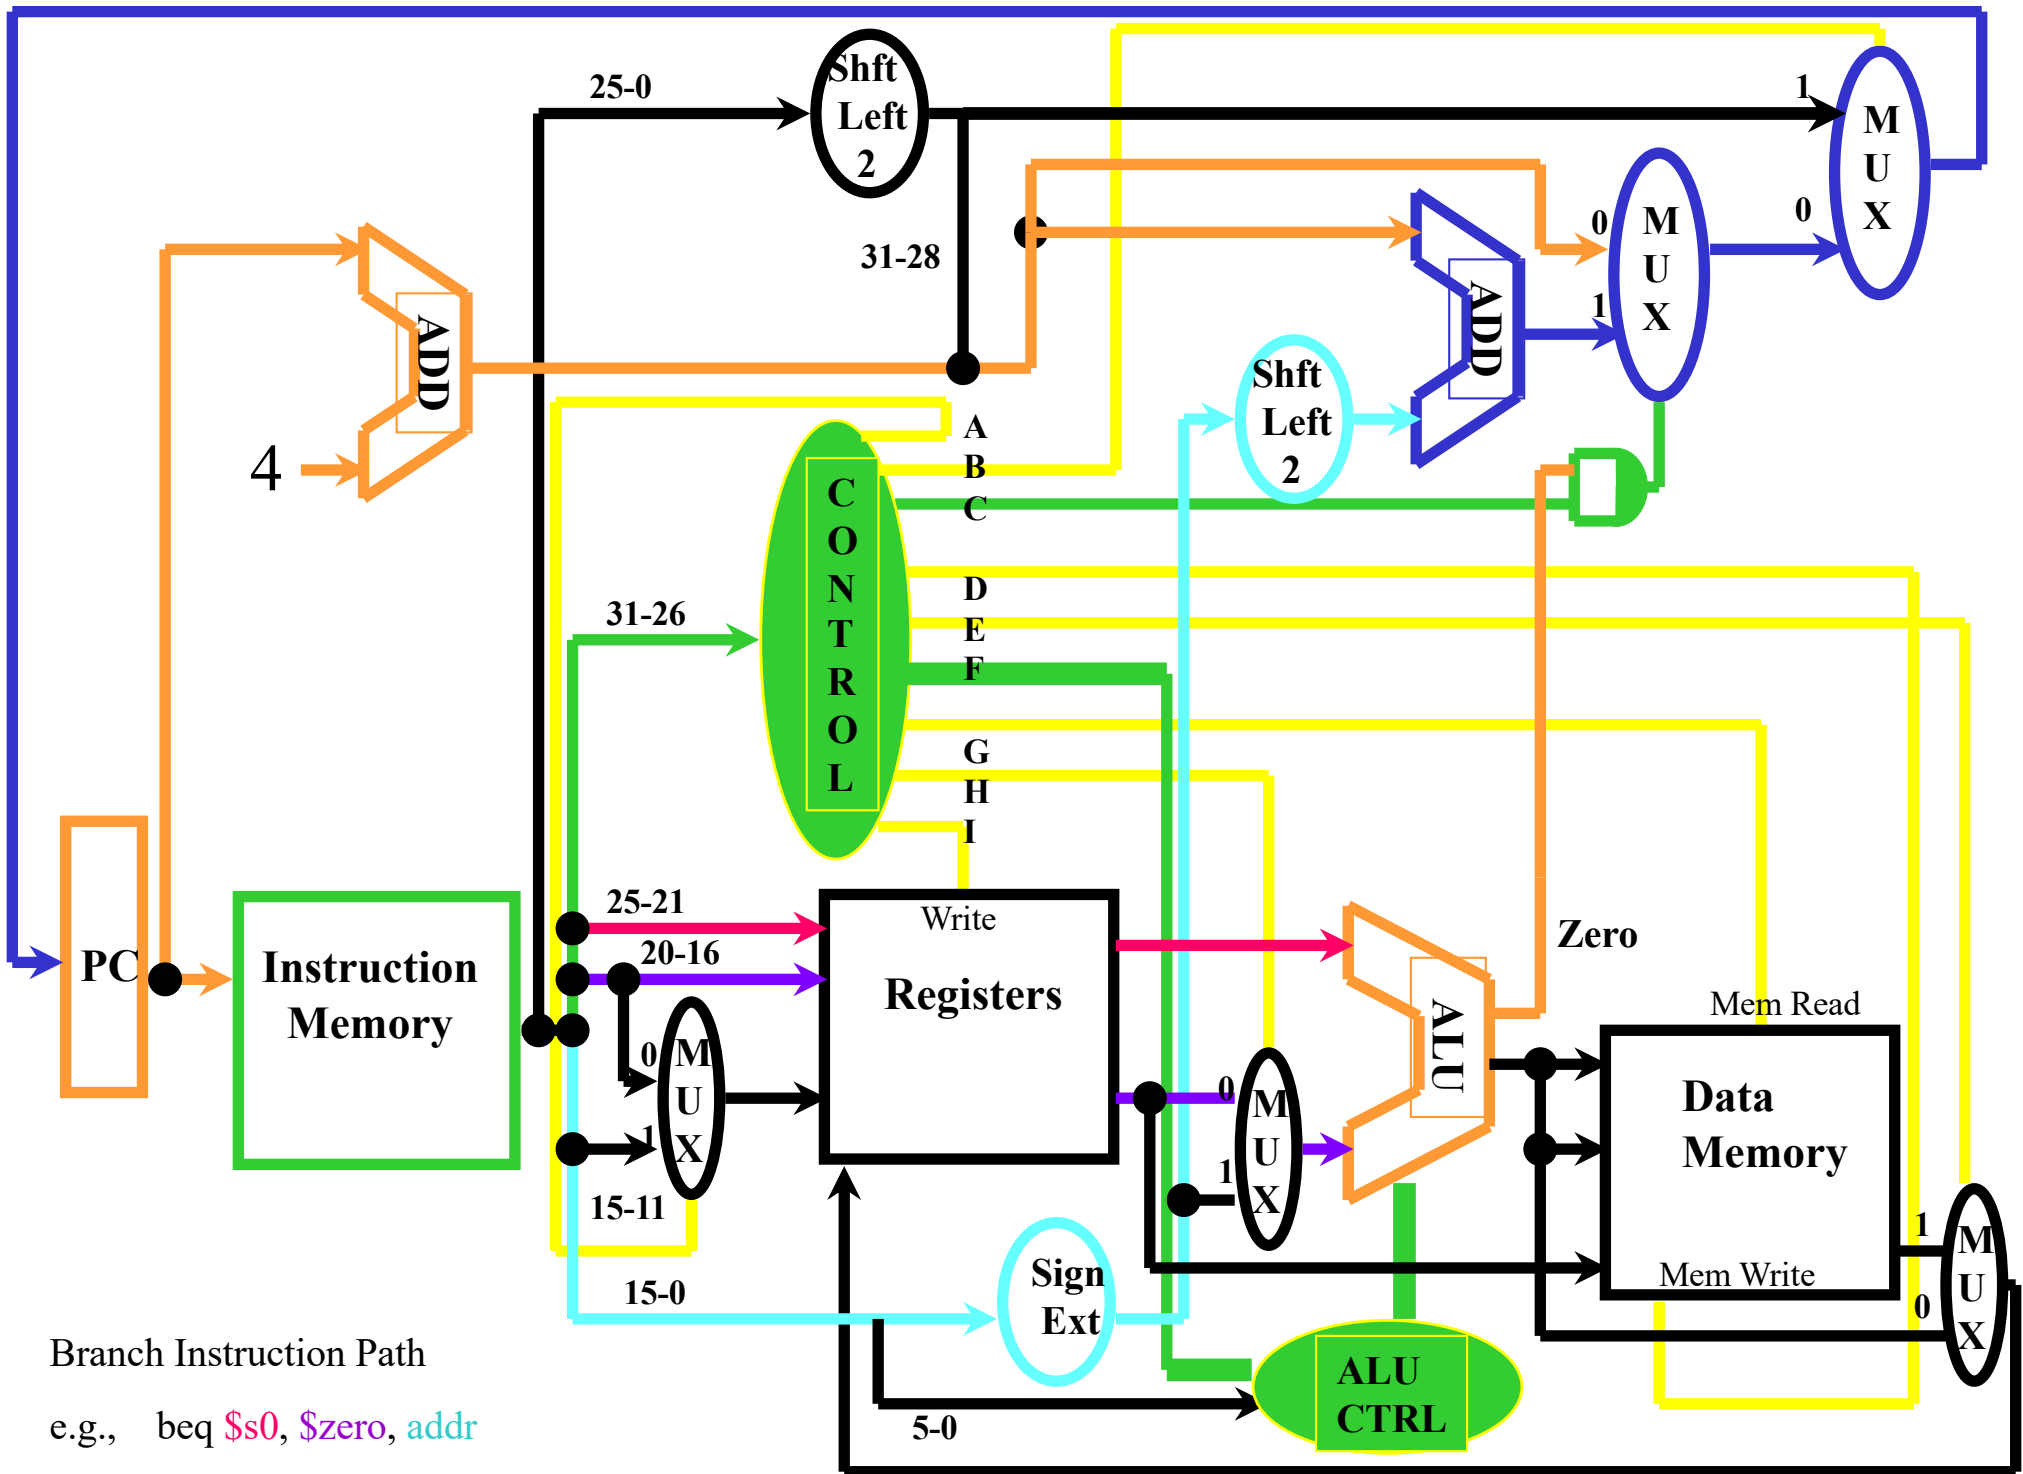 25-0
Shft
Left
2
1
M
U
X
0
M
U
X
0
1
31-28
ADD
ADD
Shft
Left
2
4
A
B
C
D
E
F
G
H
I
CONTROL
31-26
25-21
20-16
Write
Registers
Zero
PC
Instruction
Memory
0
M
U
X
1
15-11
0
M
U
X
1
ALU
Mem Read
Data
Memory
Mem Write
1
M
U
X
0
15-0
Sign
Ext
ALU
CTRL
5-0
Branch Instruction Path
e.g., beq $s0, $zero, addr